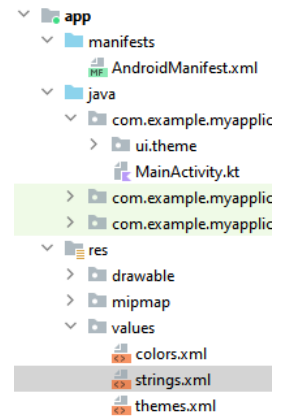 app
manifests
MF AndroidManifest.xml
java
com.example.myapplic
ui.theme
MainActivity.kt
com.example.myapplic
com.example.myapplic
res
drawable
mipmap
values
colors.xml
strings.xml
themes.xml